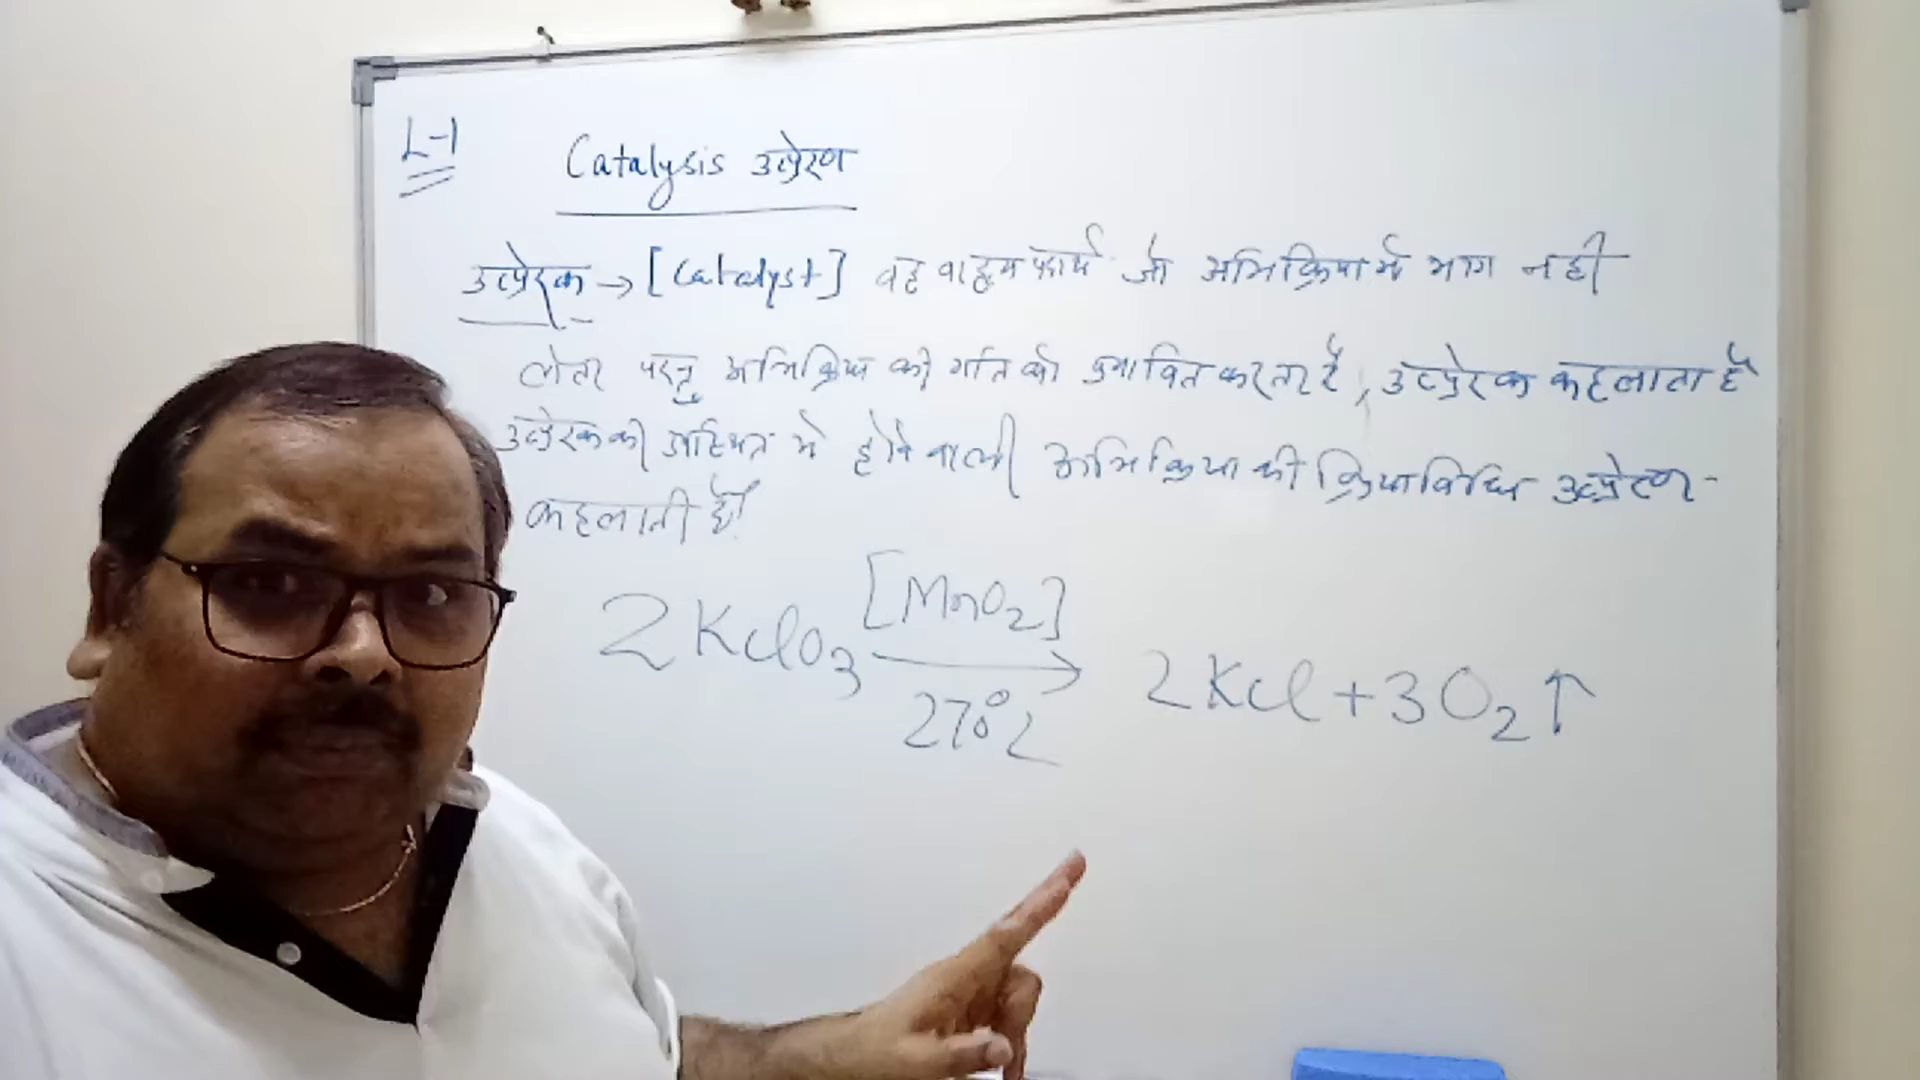 L-1
Catalysis उत्प्रेरण
उत्प्रेरक → [Catalyst] वह बाह्य पदार्थ जो अभिक्रिया में भाग नही
लेता परन्तु अभिक्रिया की गति को प्रभावित करता है, उत्प्रेरक कहलाता है
उत्प्रेरक की उपस्थिति में होने वाली अभिक्रिया की क्रियाविधि उत्प्रेरण-
कहलाती है।
[MnO₂]
2KClO₃ → 2KCl + 3O₂↑
270°C